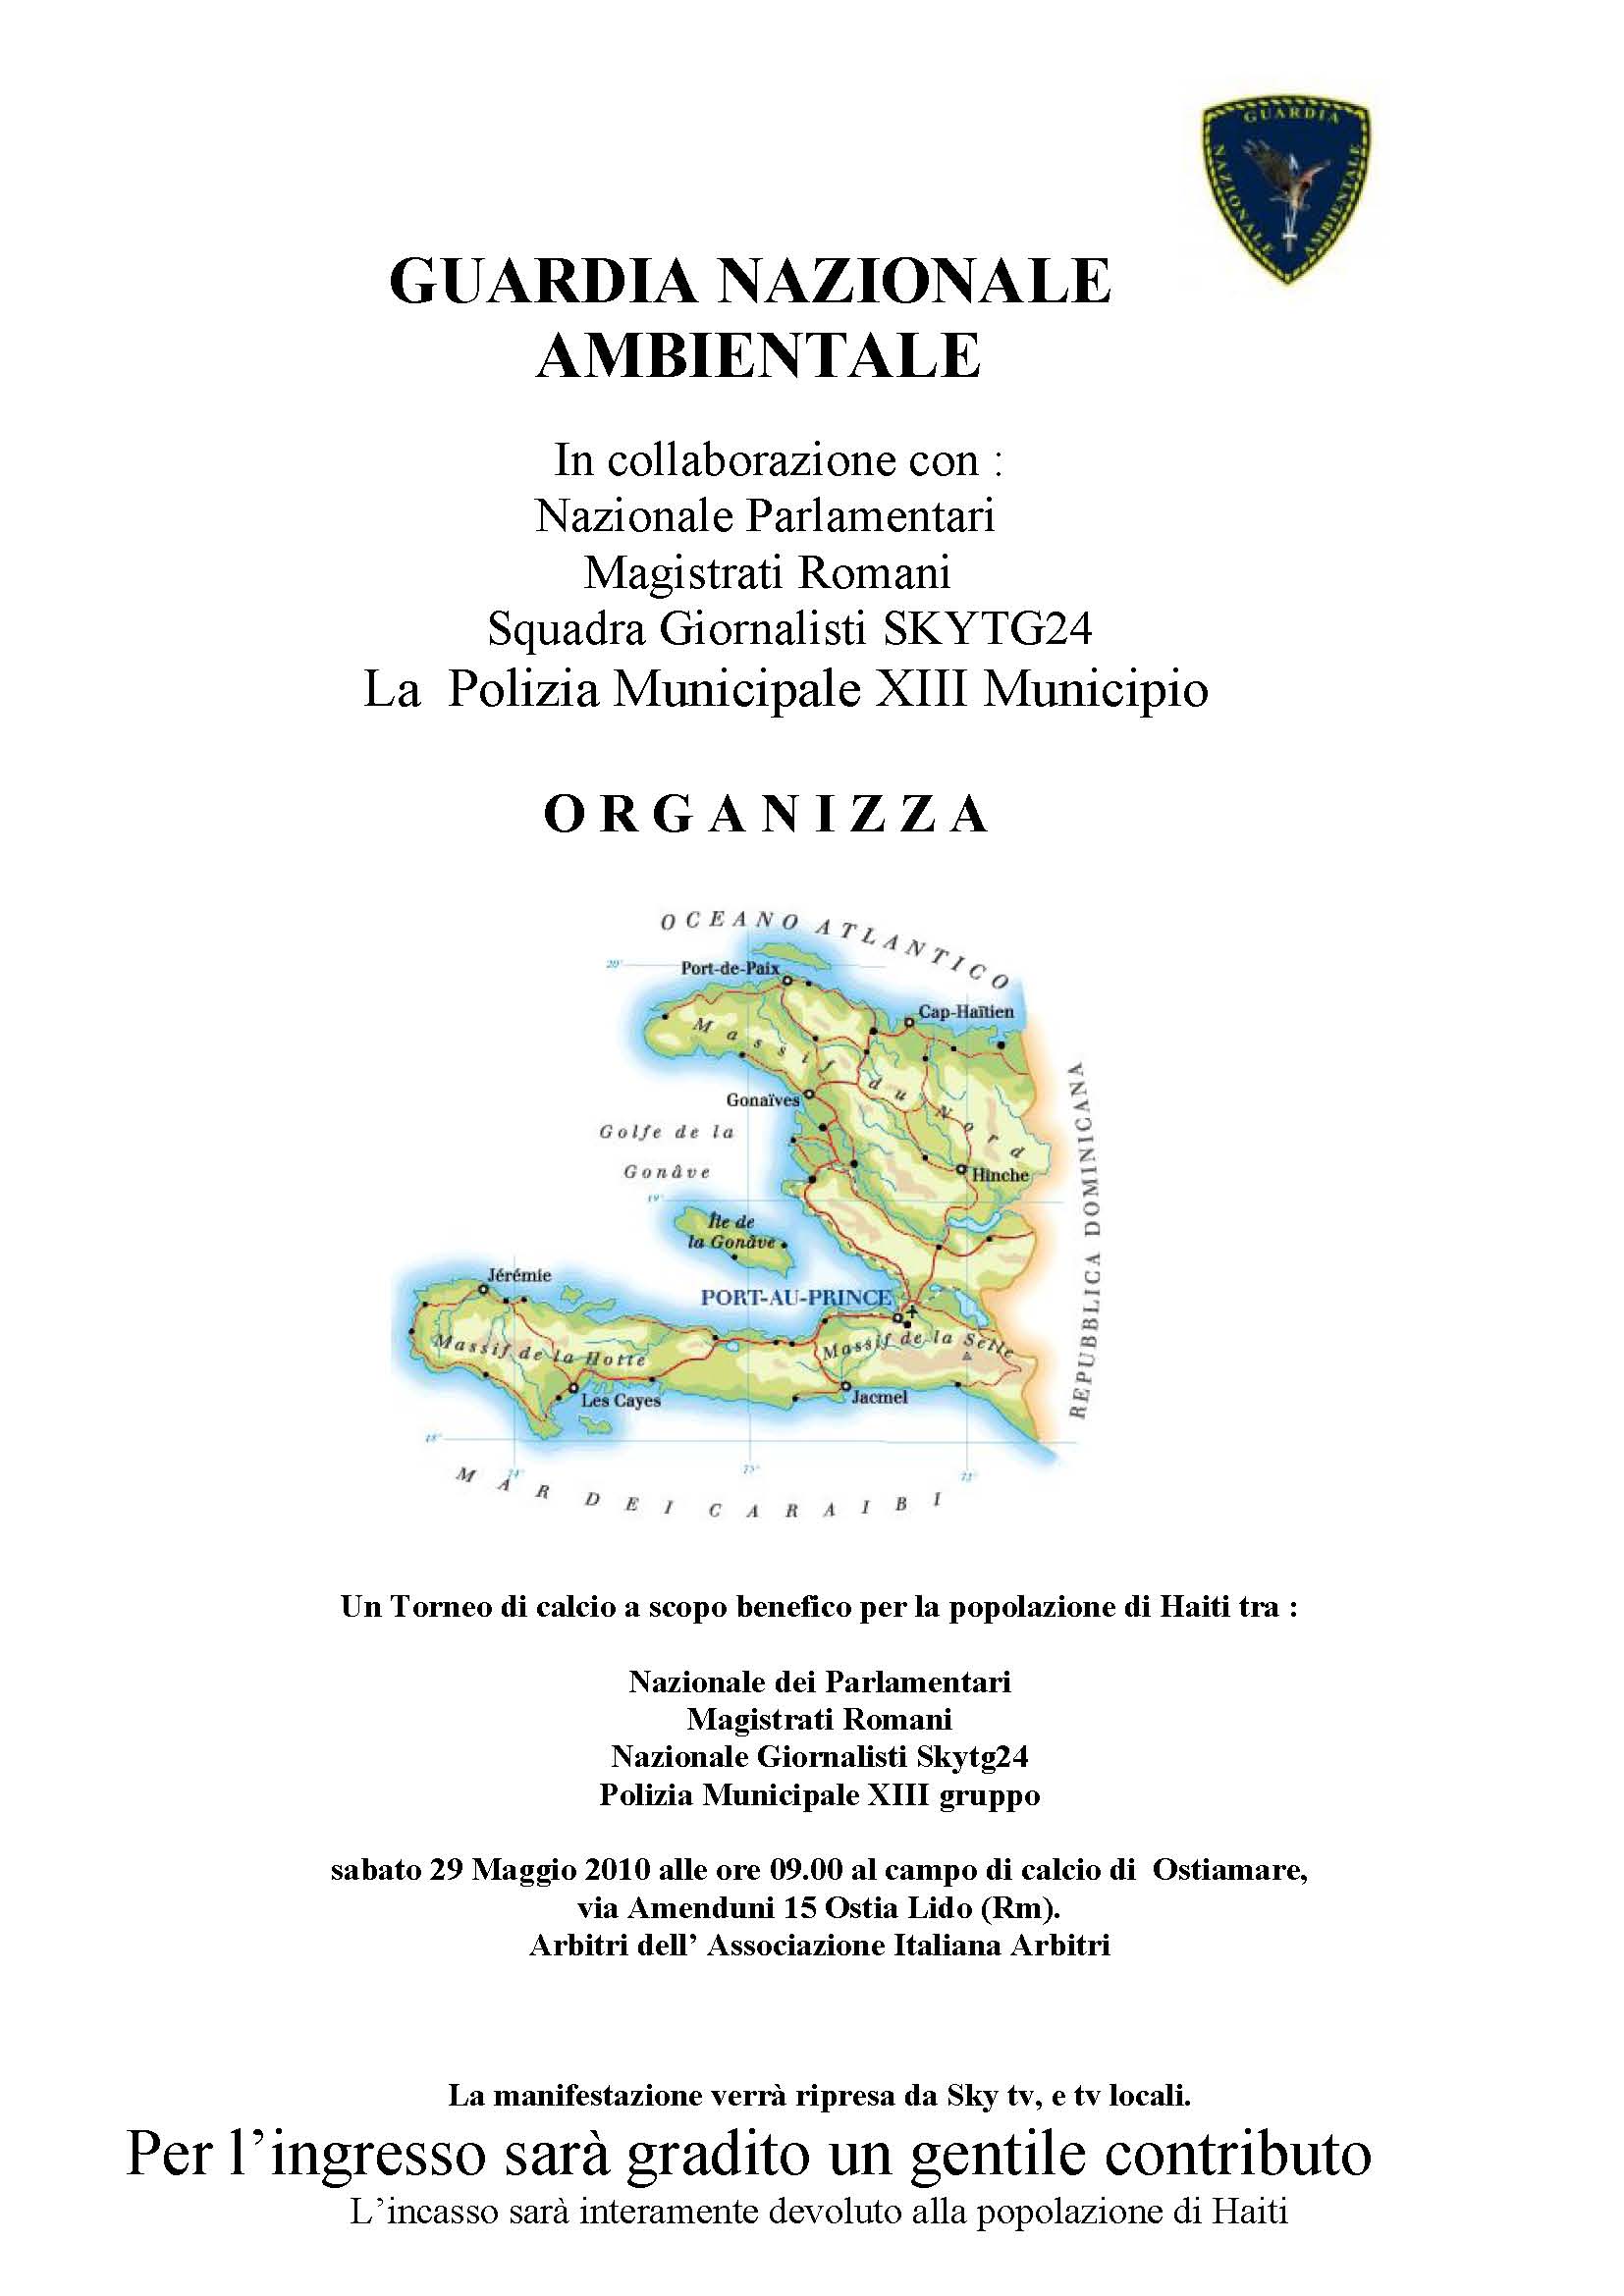 GUARDIA
NAZIONALE
AMBIENTALE
GUARDIA NAZIONALE
AMBIENTALE
In collaborazione con :
Nazionale Parlamentari
Magistrati Romani
Squadra Giornalisti SKYTG24
La Polizia Municipale XIII Municipio
ORGANIZZA
OCEANO ATLANTICO
20°
Port-de-Paix
Cap-Haïtien
Massif du Nord
Gonaïves
Golfe de la
Gonâve
Hinche
19°
Île de
la Gonâve
REPUBBLICA DOMINICANA
Jérémie
PORT-AU-PRINCE
Massif de la Hotte
Massif de la Selle
Les Cayes
Jacmel
18°
74°
73°
MAR DEI CARAIBI
Un Torneo di calcio a scopo benefico per la popolazione di Haiti tra :
Nazionale dei Parlamentari
Magistrati Romani
Nazionale Giornalisti Skytg24
Polizia Municipale XIII gruppo
sabato 29 Maggio 2010 alle ore 09.00 al campo di calcio di Ostiamare,
via Amenduni 15 Ostia Lido (Rm).
Arbitri dell’ Associazione Italiana Arbitri
La manifestazione verrà ripresa da Sky tv, e tv locali.
Per l’ingresso sarà gradito un gentile contributo
L’incasso sarà interamente devoluto alla popolazione di Haiti